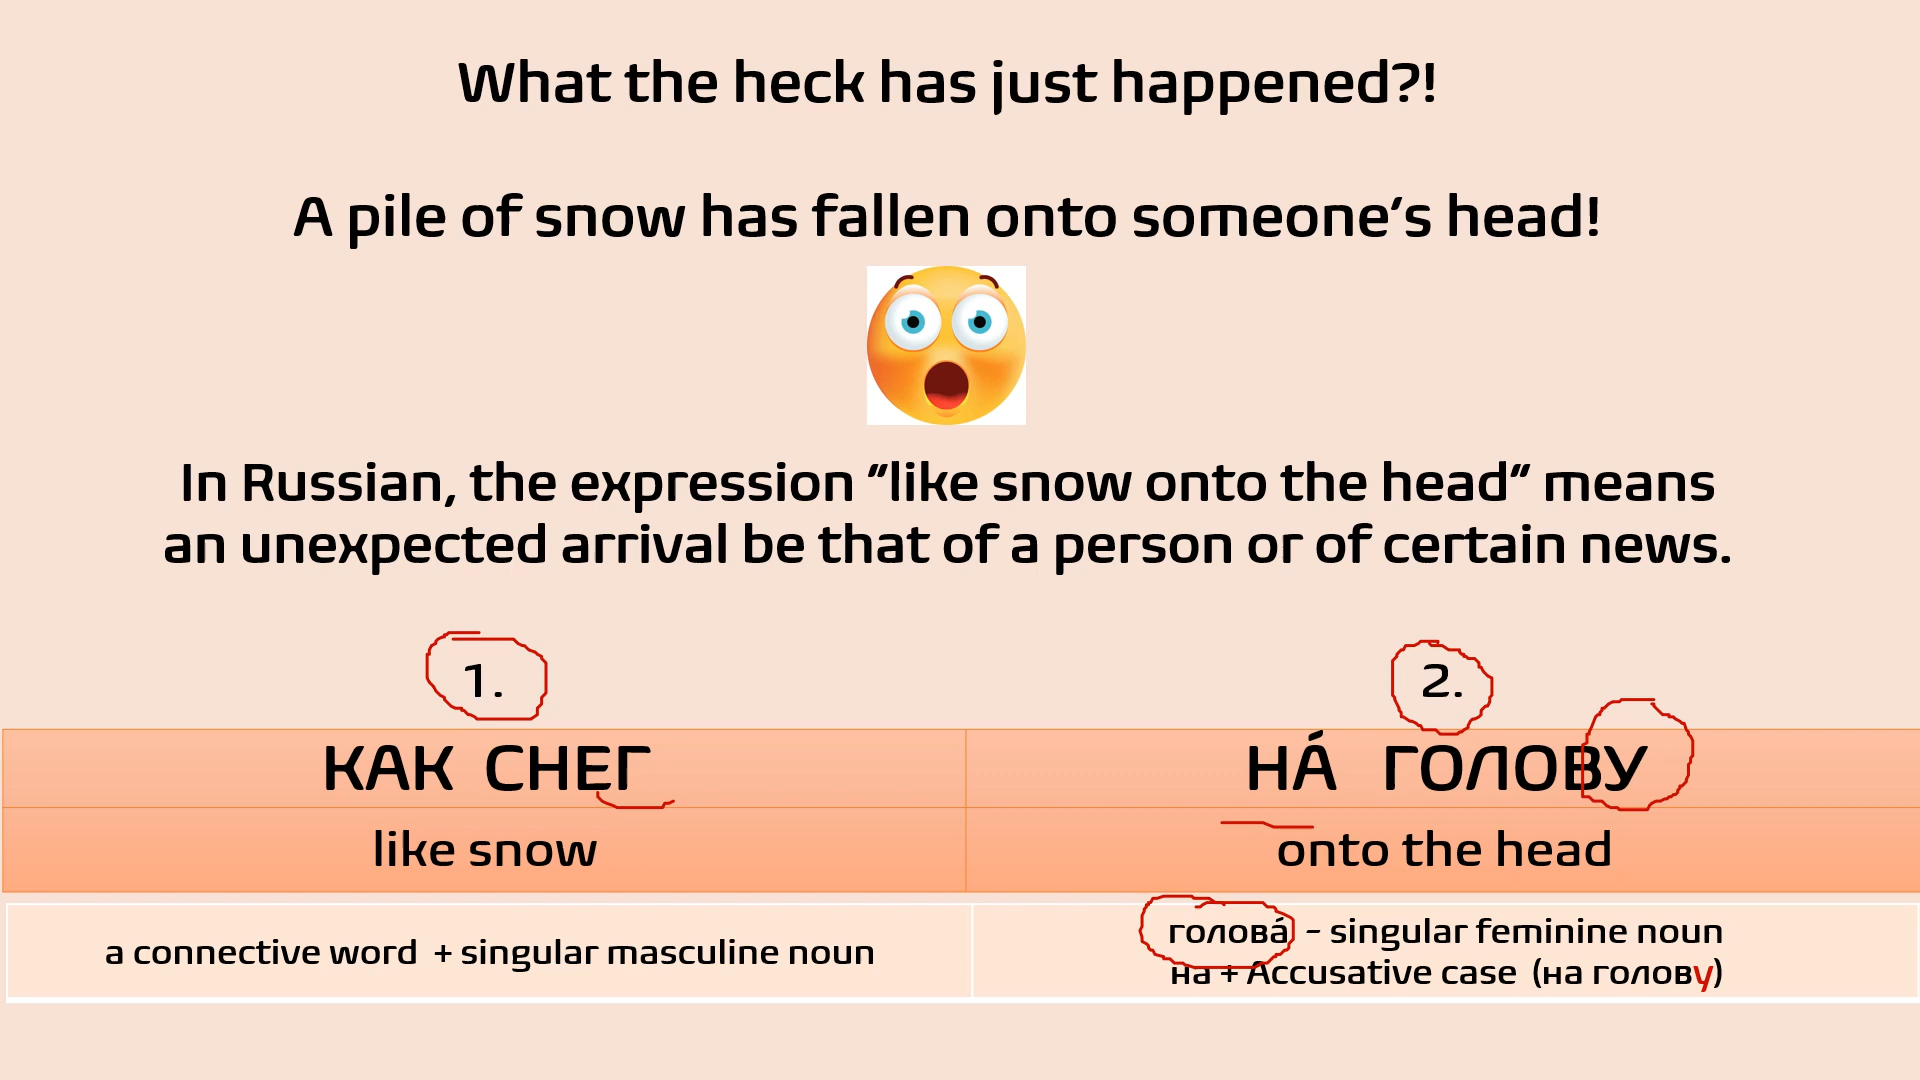 What the heck has just happened?!
A pile of snow has fallen onto someone’s head!
In Russian, the expression “like snow onto the head” means
an unexpected arrival be that of a person or of certain news.
1.
2.
КАК СНЕГ
НА́ ГОЛОВУ
like snow
onto the head
a connective word + singular masculine noun
голова́ – singular feminine noun
на + Accusative case (на голову)